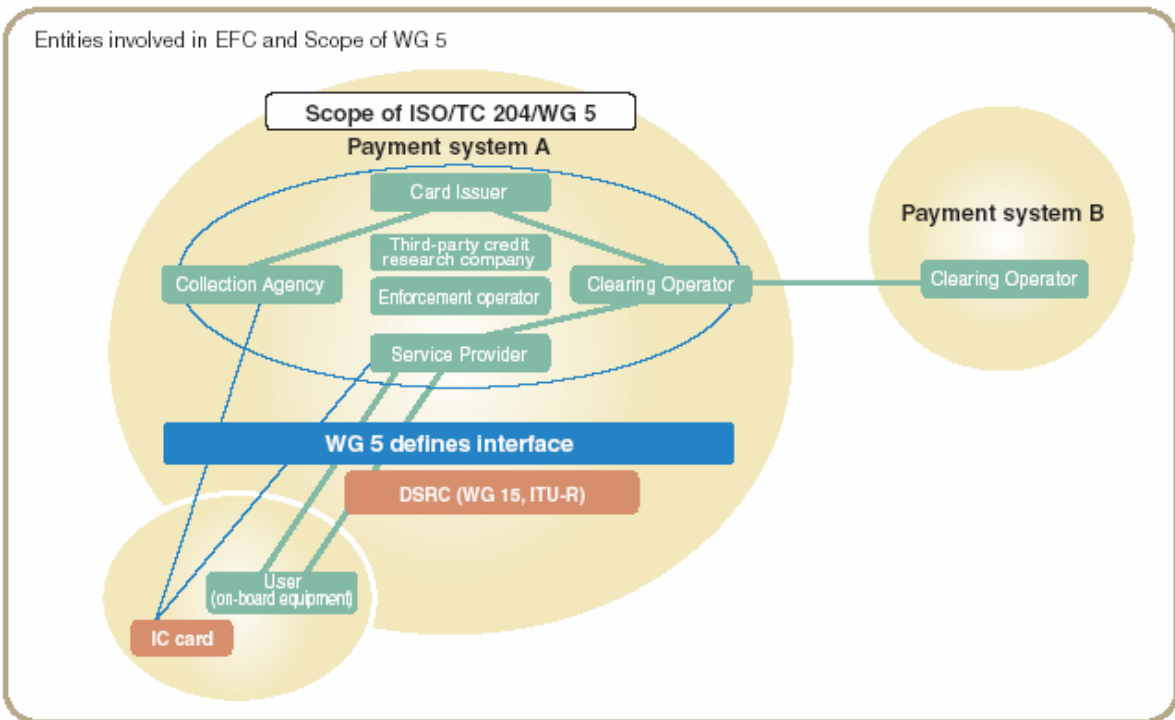 Entities involved in EFC and Scope of WG 5
Scope of ISO/TC 204/WG 5
Payment system A
Card Issuer
Third-party credit
research company
Collection Agency
Enforcement operator
Clearing Operator
Service Provider
Payment system B
Clearing Operator
WG 5 defines interface
DSRC (WG 15, ITU-R)
User
(on-board equipment)
IC card